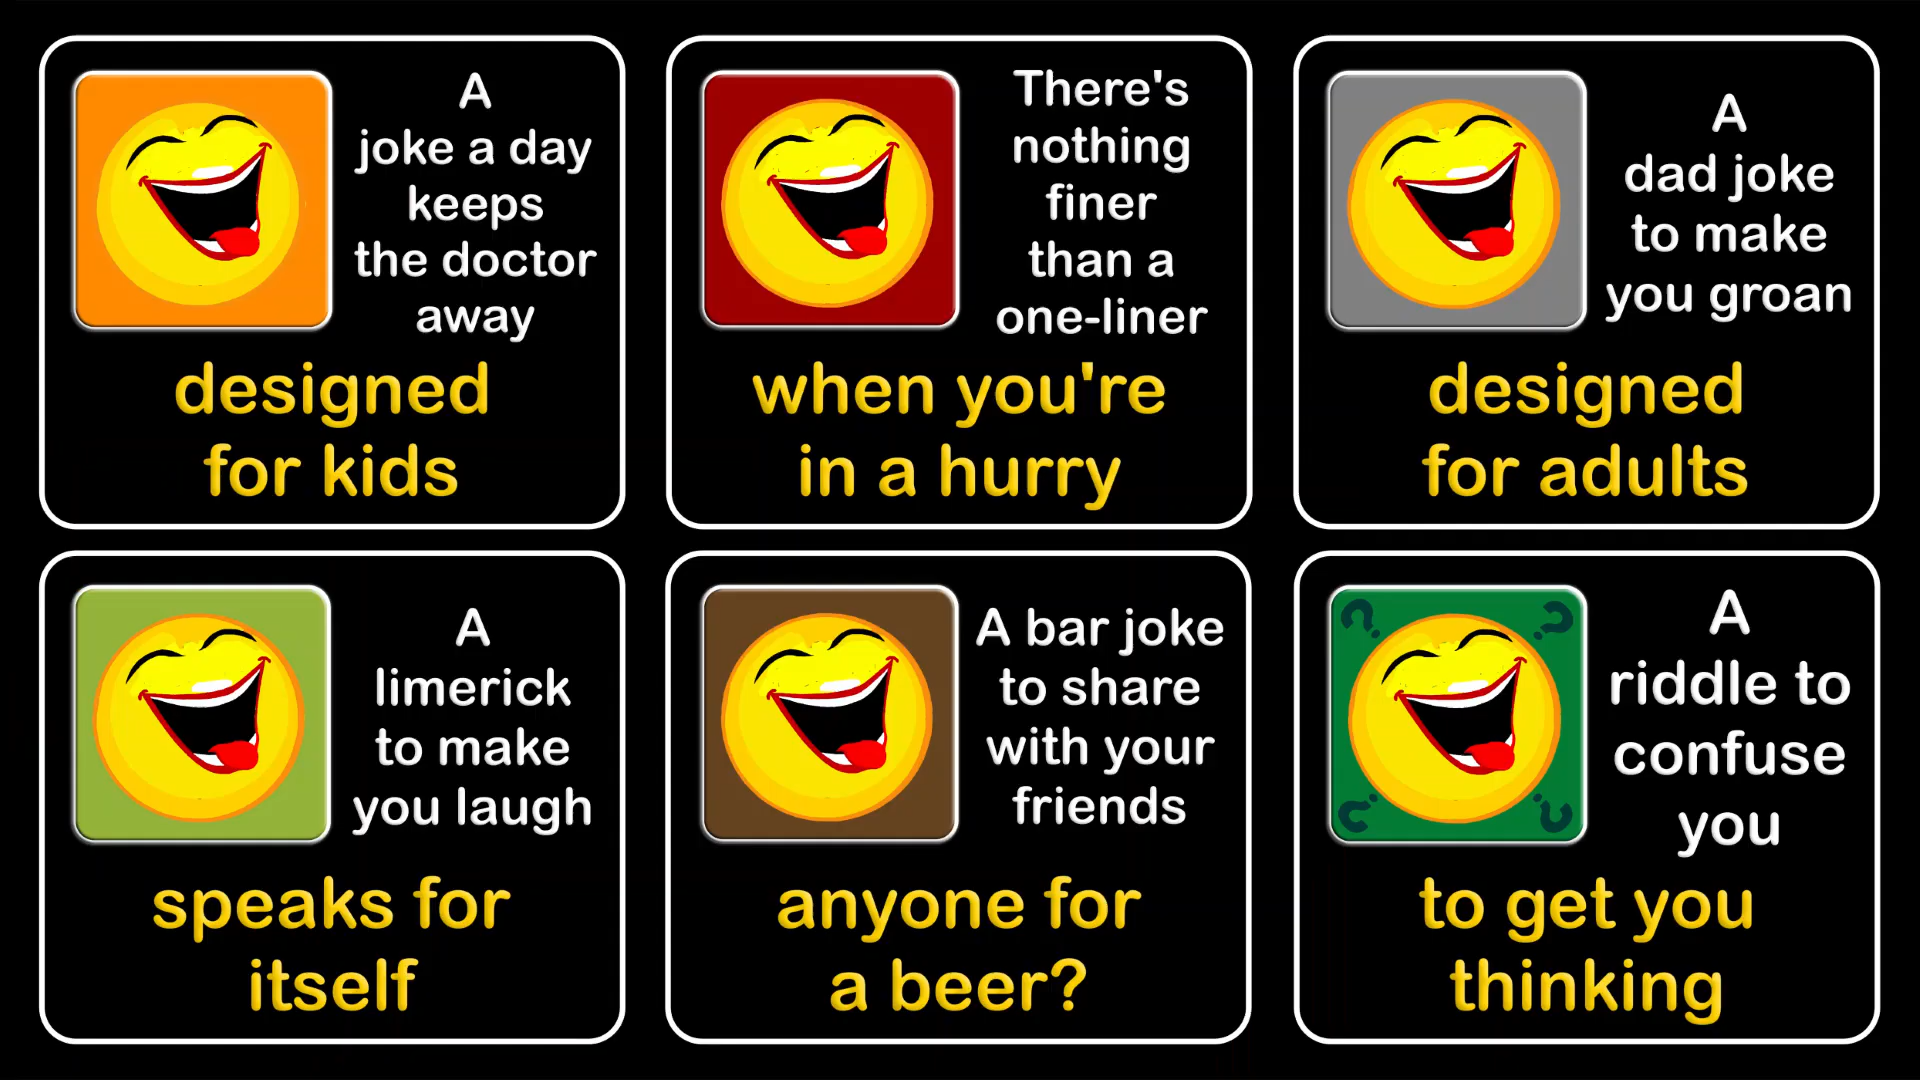 A
joke a day
keeps
the doctor
away
designed
for kids
There's
nothing
finer
than a
one-liner
when you're
in a hurry
A
dad joke
to make
you groan
designed
for adults
A
limerick
to make
you laugh
speaks for
itself
A bar joke
to share
with your
friends
anyone for
a beer?
? ?
? ?
A
riddle to
confuse
you
to get you
thinking